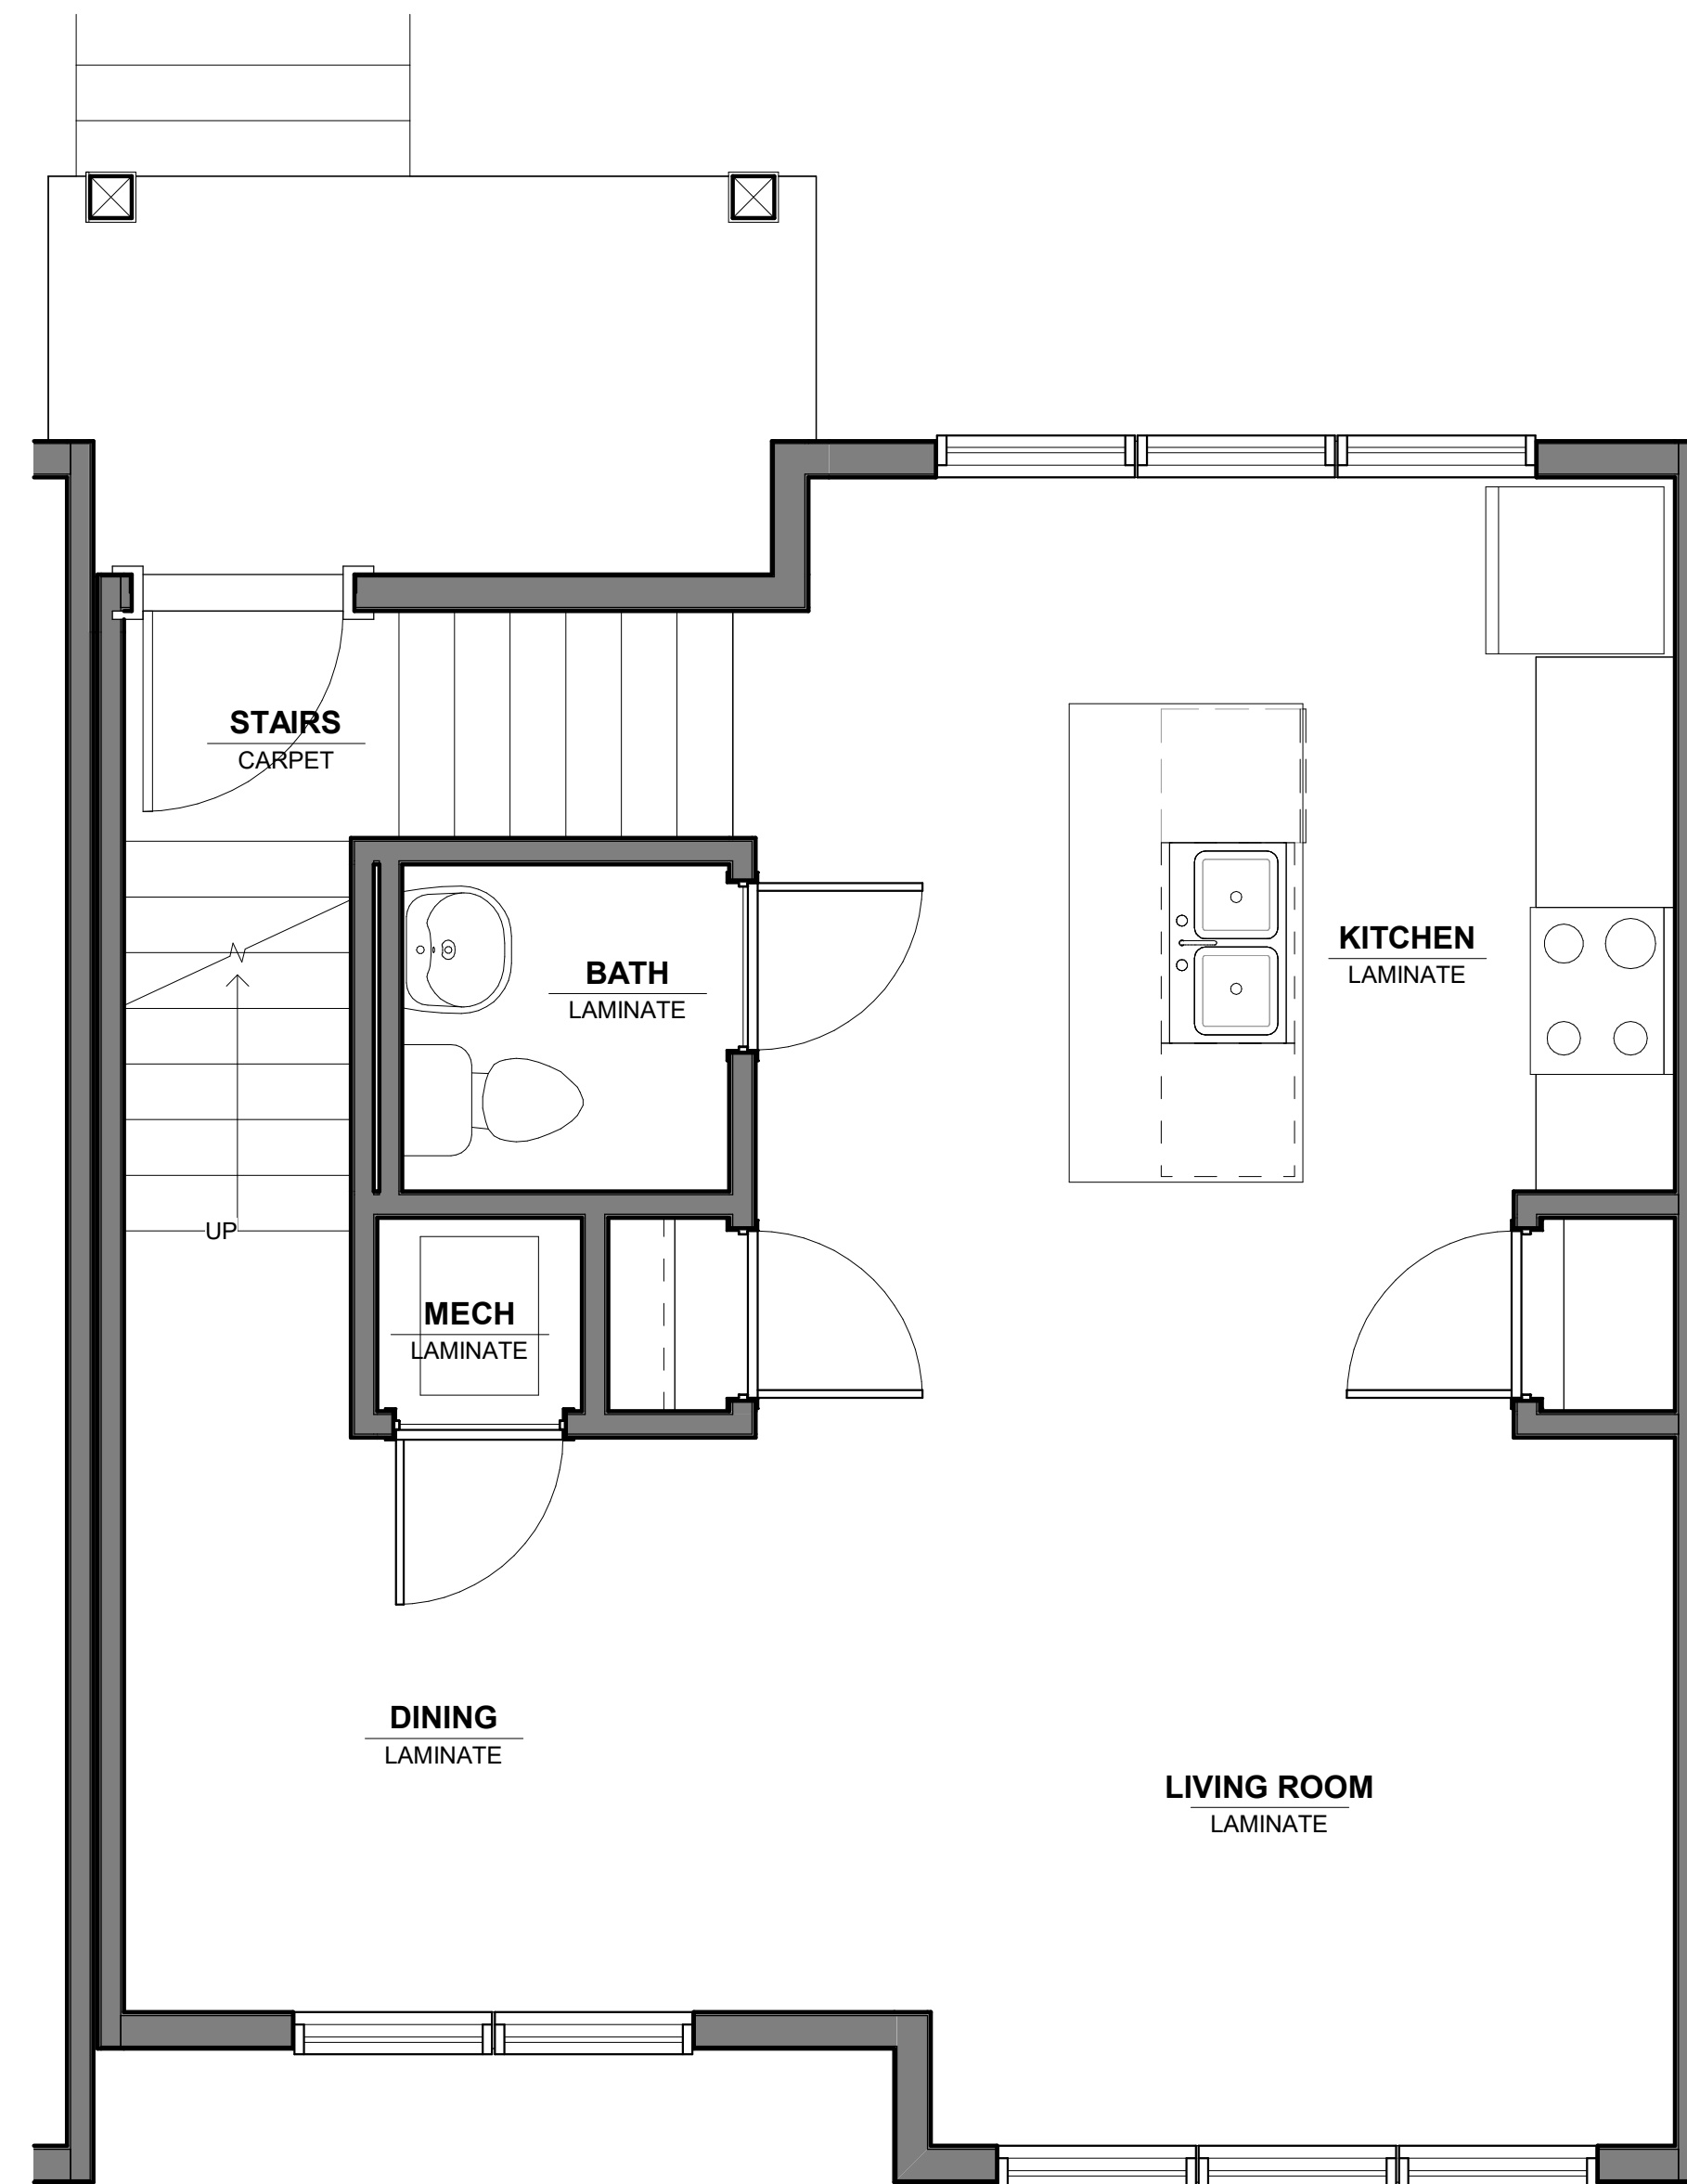 STAIRS
CARPET
KITCHEN
LAMINATE
BATH
LAMINATE
UP
MECH
LAMINATE
DINING
LAMINATE
LIVING ROOM
LAMINATE